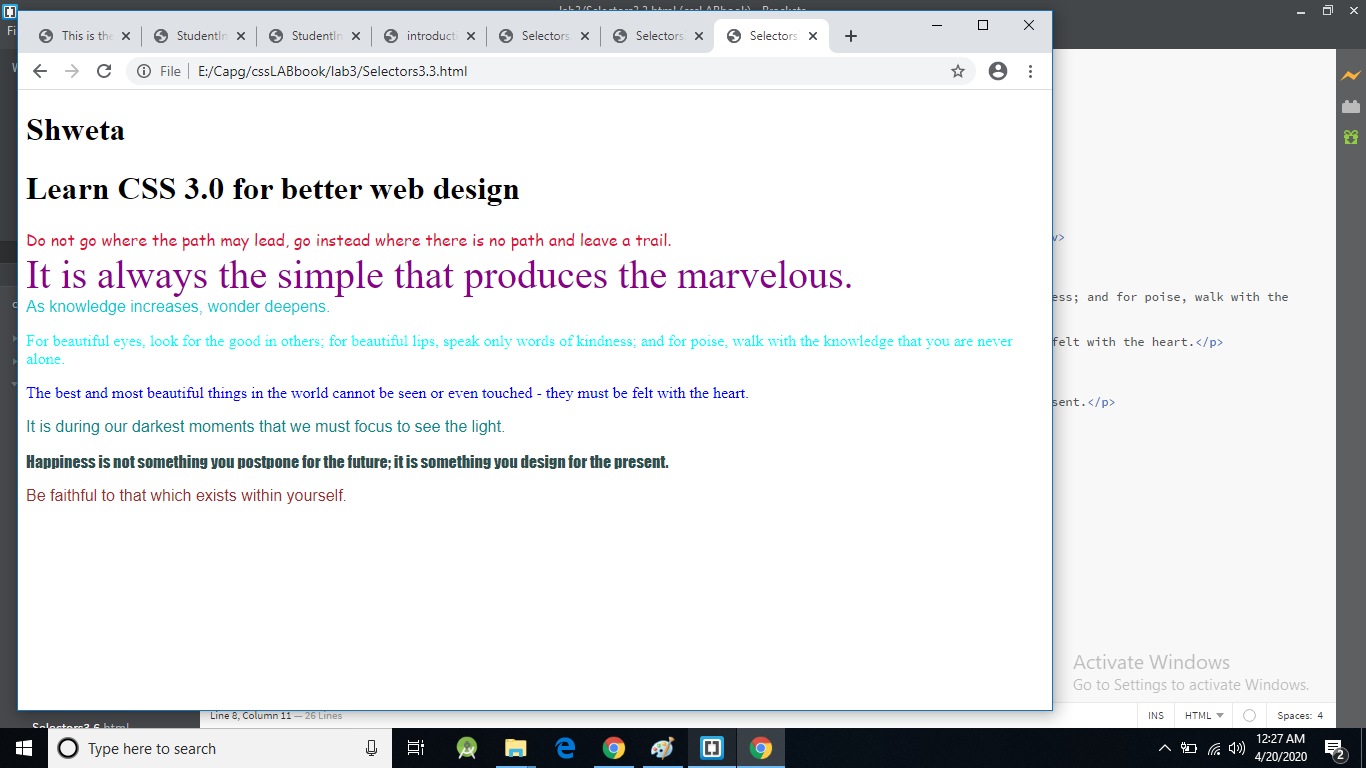 lab3/Selectors3.3.html (cssLABbook) - Brackets
Fi
This is the
StudentIn
StudentIn
introducti
Selectors.
Selectors.
Selectors.
File
E:/Capg/cssLABbook/lab3/Selectors3.3.html
Shweta
Learn CSS 3.0 for better web design
Do not go where the path may lead, go instead where there is no path and leave a trail.
It is always the simple that produces the marvelous.
As knowledge increases, wonder deepens.
For beautiful eyes, look for the good in others; for beautiful lips, speak only words of kindness; and for poise, walk with the knowledge that you are never
alone.
The best and most beautiful things in the world cannot be seen or even touched - they must be felt with the heart.
It is during our darkest moments that we must focus to see the light.
Happiness is not something you postpone for the future; it is something you design for the present.
Be faithful to that which exists within yourself.
v>
ess; and for poise, walk with the
felt with the heart.</p>
sent.</p>
Activate Windows
Go to Settings to activate Windows.
Selectors3.6.html
Line 8, Column 11 — 26 Lines
INS
HTML
Spaces: 4
Type here to search
12:27 AM
4/20/2020
2